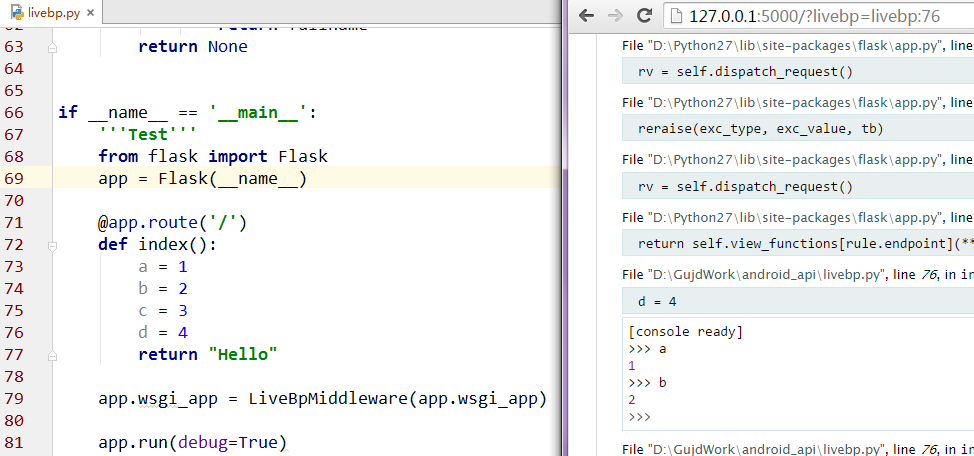 livebp.py ×
return fullname
63 return None
64
65
66 if __name__ == '__main__':
67 '''Test'''
68 from flask import Flask
69 app = Flask(__name__)
70
71 @app.route('/')
72 def index():
73 a = 1
74 b = 2
75 c = 3
76 d = 4
77 return "Hello"
78
79 app.wsgi_app = LiveBpMiddleware(app.wsgi_app)
80
81 app.run(debug=True)
127.0.0.1:5000/?livebp=livebp:76
File "D:\Python27\lib\site-packages\flask\app.py", line
rv = self.dispatch_request()
File "D:\Python27\lib\site-packages\flask\app.py", line
reraise(exc_type, exc_value, tb)
File "D:\Python27\lib\site-packages\flask\app.py", line
rv = self.dispatch_request()
File "D:\Python27\lib\site-packages\flask\app.py", line
return self.view_functions[rule.endpoint](**
File "D:\GujdWork\android_api\livebp.py", line 76, in in
d = 4
[console ready]
>>> a
1
>>> b
2
>>>
File "D:\GujdWork\android_api\livebp.py", line 76, in in